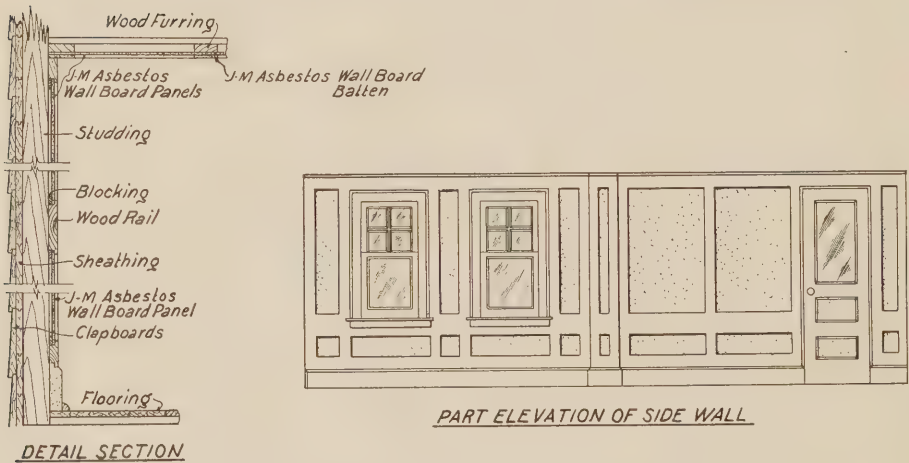 Wood Furring
J-M Asbestos
Wall Board Panels
J-M Asbestos Wall Board
Batten
Studding
Blocking
Wood Rail
Sheathing
J-M Asbestos
Wall Board Panel
Clapboards
Flooring
DETAIL SECTION
PART ELEVATION OF SIDE WALL